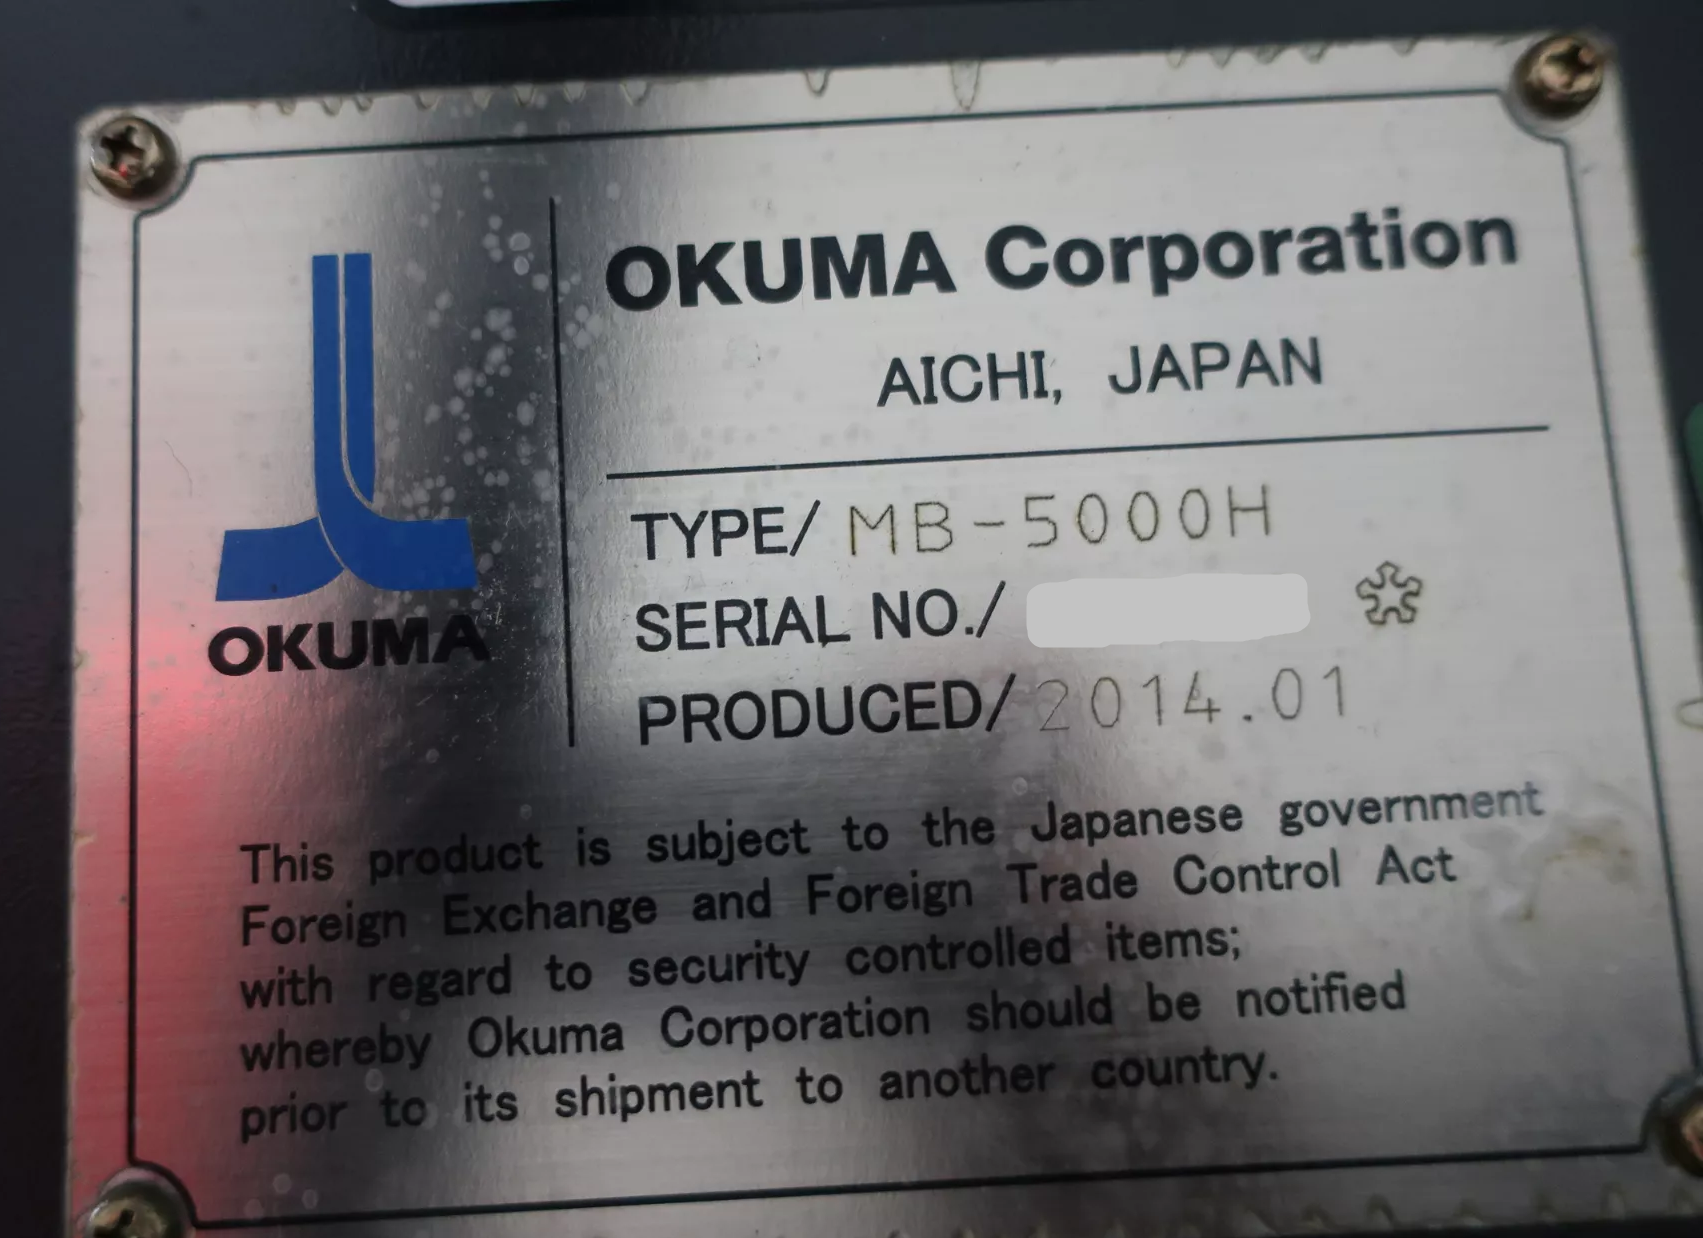 OKUMA
OKUMA Corporation
AICHI, JAPAN
TYPE/ MB-5000H
SERIAL NO./
PRODUCED/ 2014.01
This product is subject to the Japanese government
Foreign Exchange and Foreign Trade Control Act
with regard to security controlled items;
whereby Okuma Corporation should be notified
prior to its shipment to another country.